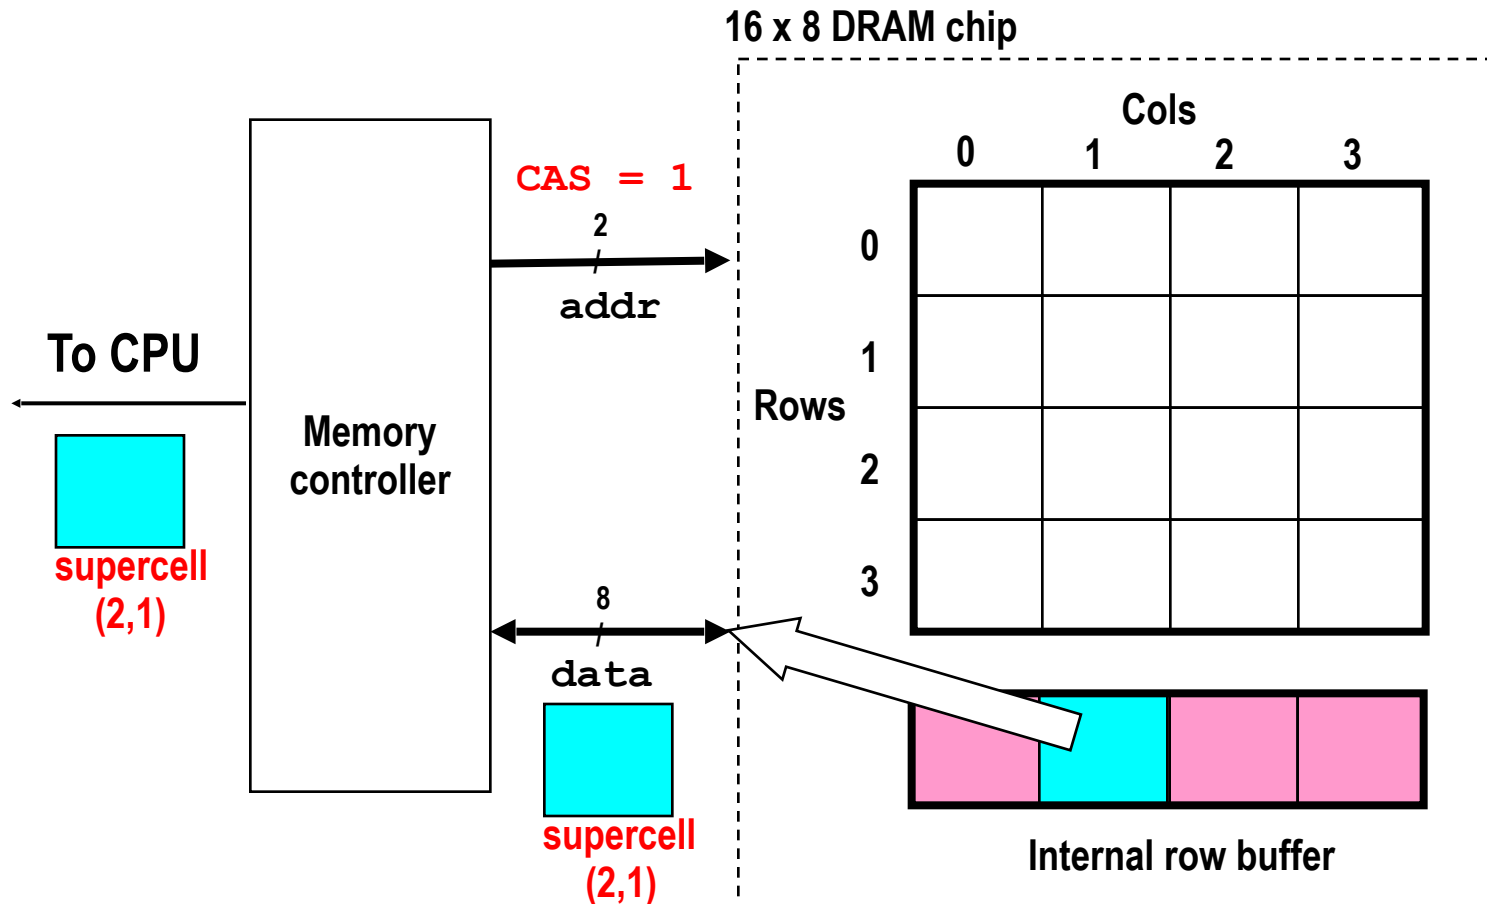 16 x 8 DRAM chip
Cols
0 1 2 3
CAS = 1
2
addr
0
1
Rows
2
3
To CPU
Memory
controller
supercell
(2,1)
8
data
supercell
(2,1)
Internal row buffer